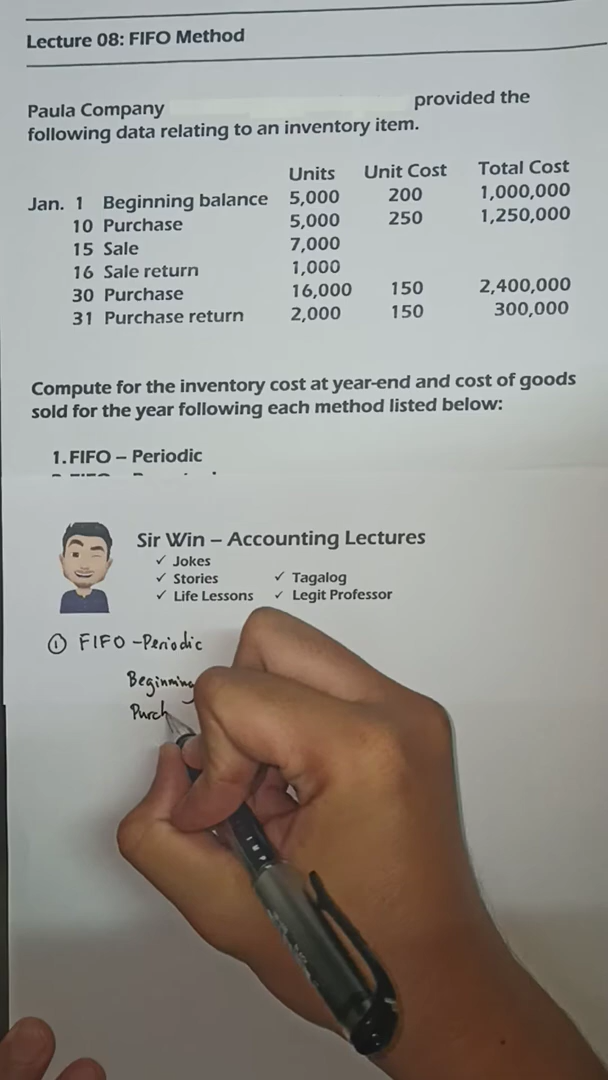 Lecture 08: FIFO Method
Paula Company provided the
following data relating to an inventory item.
Units Unit Cost Total Cost
Jan. 1 Beginning balance 5,000 200 1,000,000
10 Purchase 5,000 250 1,250,000
15 Sale 7,000
16 Sale return 1,000
30 Purchase 16,000 150 2,400,000
31 Purchase return 2,000 150 300,000
Compute for the inventory cost at year-end and cost of goods
sold for the year following each method listed below:
1. FIFO – Periodic
Sir Win – Accounting Lectures
✓ Jokes
✓ Stories ✓ Tagalog
✓ Life Lessons ✓ Legit Professor
① FIFO - Periodic
Beginning
Purch